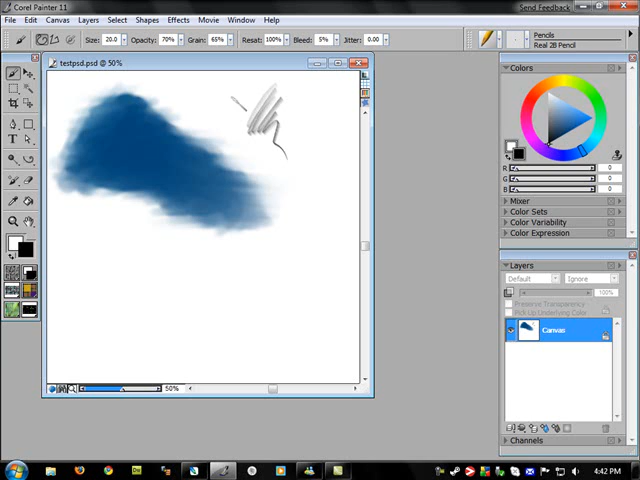 Corel Painter 11
Send Feedback
File Edit Canvas Layers Select Shapes Effects Movie Window Help
Size: 20.0 Opacity: 70% Grain: 65% Resat: 100% Bleed: 5% Jitter: 0.00
Pencils
Real 2B Pencil
testpsd.psd @ 50%
Colors
R 0
G 0
B 0
Mixer
Color Sets
Color Variability
Color Expression
Layers
Default Ignore
100%
Preserve Transparency
Pick Up Underlying Color
Canvas
50%
Channels
4:42 PM